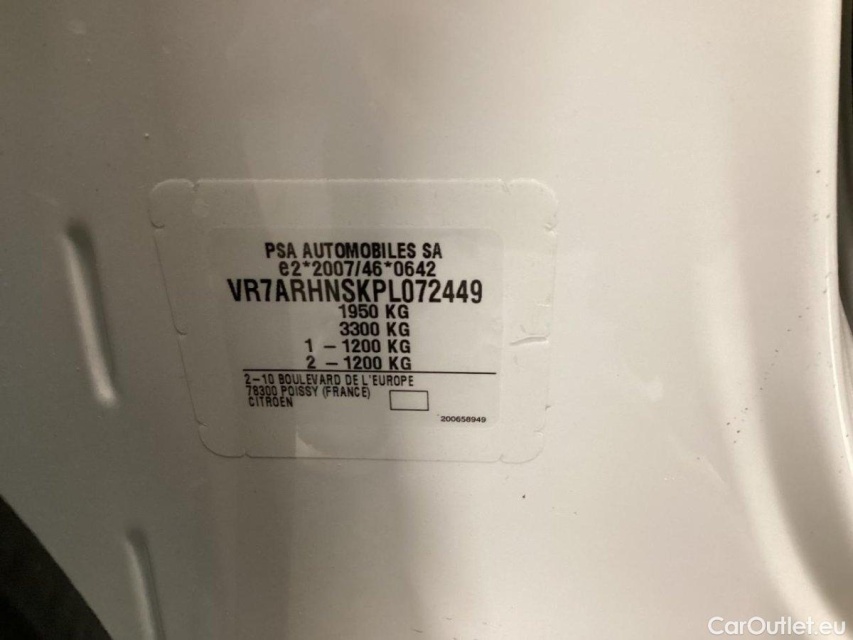 PSA AUTOMOBILES SA
e2*2007/46*0642
VR7ARHNSKPL072449
1950 KG
3300 KG
1 - 1200 KG
2 - 1200 KG
2-10 BOULEVARD DE L'EUROPE
78300 POISSY (FRANCE)
CITROEN
200658949
CarOutlet.eu